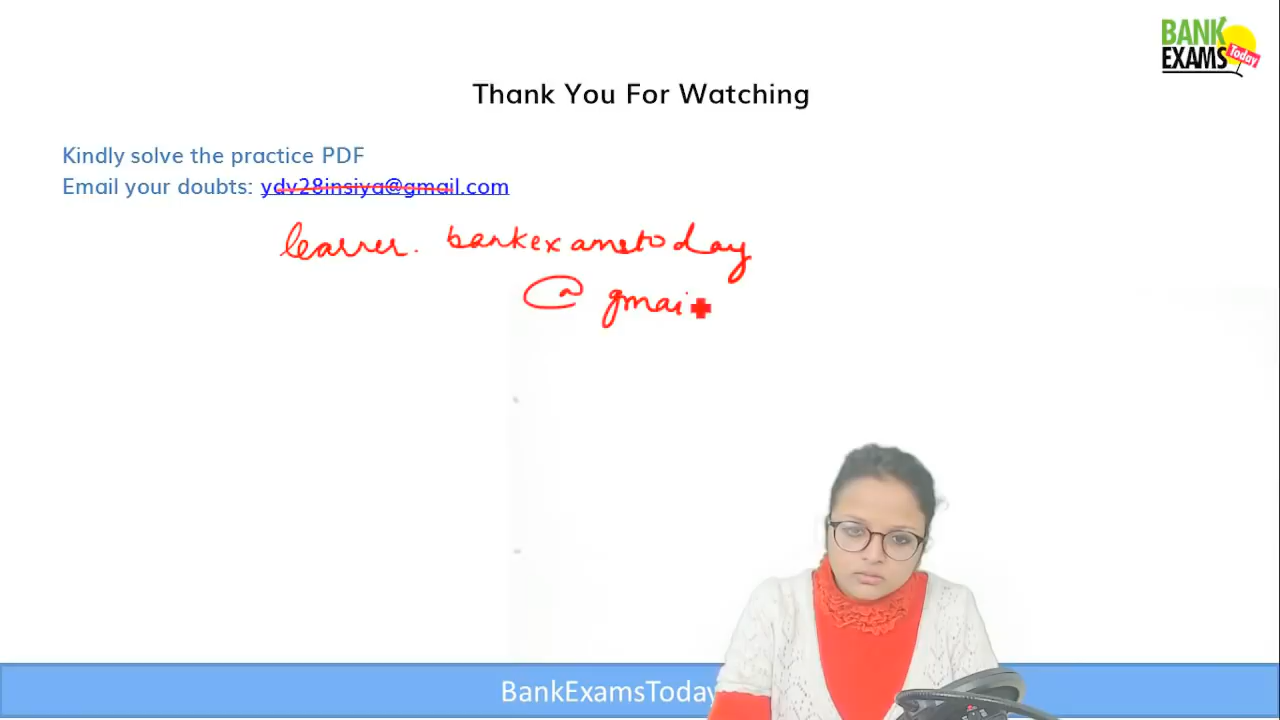 BANK
EXAMS
Today
Thank You For Watching
Kindly solve the practice PDF
Email your doubts: ydv28insiya@gmail.com
learner. bankexamstoday
@ gmai
BankExamsToday